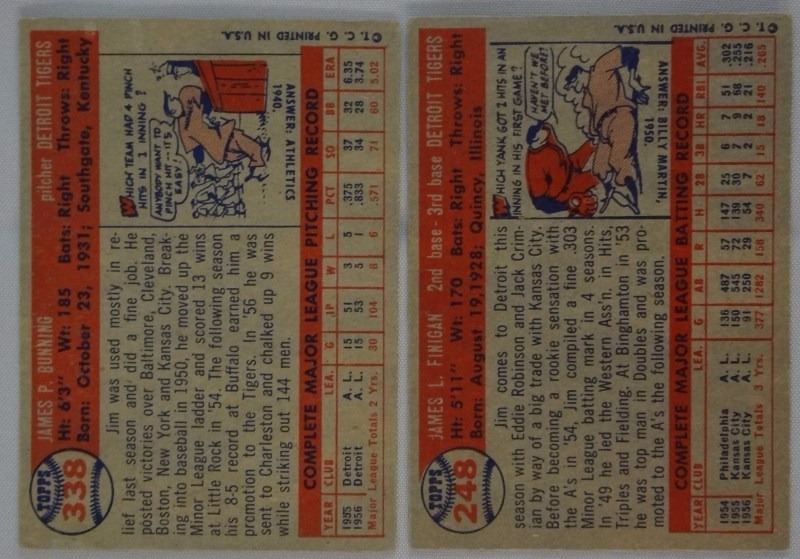 TOPPS
338
JAMES P. BUNNING pitcher DETROIT TIGERS
Ht: 6'3" Wt: 185 Bats: Right Throws: Right
Born: October 23, 1931; Southgate, Kentucky
Jim was used mostly in re-
lief last season and did a fine job. He
posted victories over Baltimore, Cleveland,
Boston, New York and Kansas City. Break-
ing into baseball in 1950, he moved up the
Minor League ladder and scored 13 wins
at Little Rock in '54. The following season
his 8-5 record at Buffalo earned him a
promotion to the Tigers. In '56 he was
sent to Charleston and chalked up 9 wins
while striking out 144 men.
WHICH TEAM HAD 4 PINCH
HITS IN 1 INNING?
ANYBODY WANT TO
PINCH HIT---IT'S
EASY!
ANSWER: ATHLETICS
1940.
COMPLETE MAJOR LEAGUE PITCHING RECORD
YEAR CLUB LEA. G IP W L PCT SO BB ERA
1955 Detroit A. L. 15 51 3 5 .375 37 32 6.35
1956 Detroit A. L. 15 53 5 1 .833 34 28 3.74
Major League Totals 2 Yrs. 30 104 8 6 .571 71 60 5.02
©T. C. G. PRINTED IN U.S.A.
TOPPS
248
JAMES L. FINIGAN 2nd base - 3rd base DETROIT TIGERS
Ht: 5'11" Wt: 170 Bats: Right Throws: Right
Born: August 19, 1928; Quincy, Illinois
Jim comes to Detroit this
season with Eddie Robinson and Jack Crim-
ian by way of a big trade with Kansas City.
Before becoming a rookie sensation with
the A's in '54, Jim compiled a fine .303
Minor League batting mark in 4 seasons.
In '49 he led the Western Ass'n. in Hits,
Triples and Fielding. At Binghamton in '53
he was top man in Doubles and was pro-
moted to the A's the following season.
WHICH YANK GOT 2 HITS IN AN
INNING IN HIS FIRST GAME?
HAVEN'T WE
MET BEFORE?
ANSWER: BILLY MARTIN,
1950.
COMPLETE MAJOR LEAGUE BATTING RECORD
YEAR CLUB LEA. G AB R H 2B 3B HR RBI AVG.
1954 Philadelphia A. L. 136 487 57 147 25 6 7 51 .302
1955 Kansas City A. L. 150 545 72 139 30 7 9 68 .255
1956 Kansas City A. L. 91 250 29 54 7 2 2 21 .216
Major League Totals 3 Yrs. 377 1282 158 340 62 15 18 140 .265
©T. C. G. PRINTED IN U.S.A.